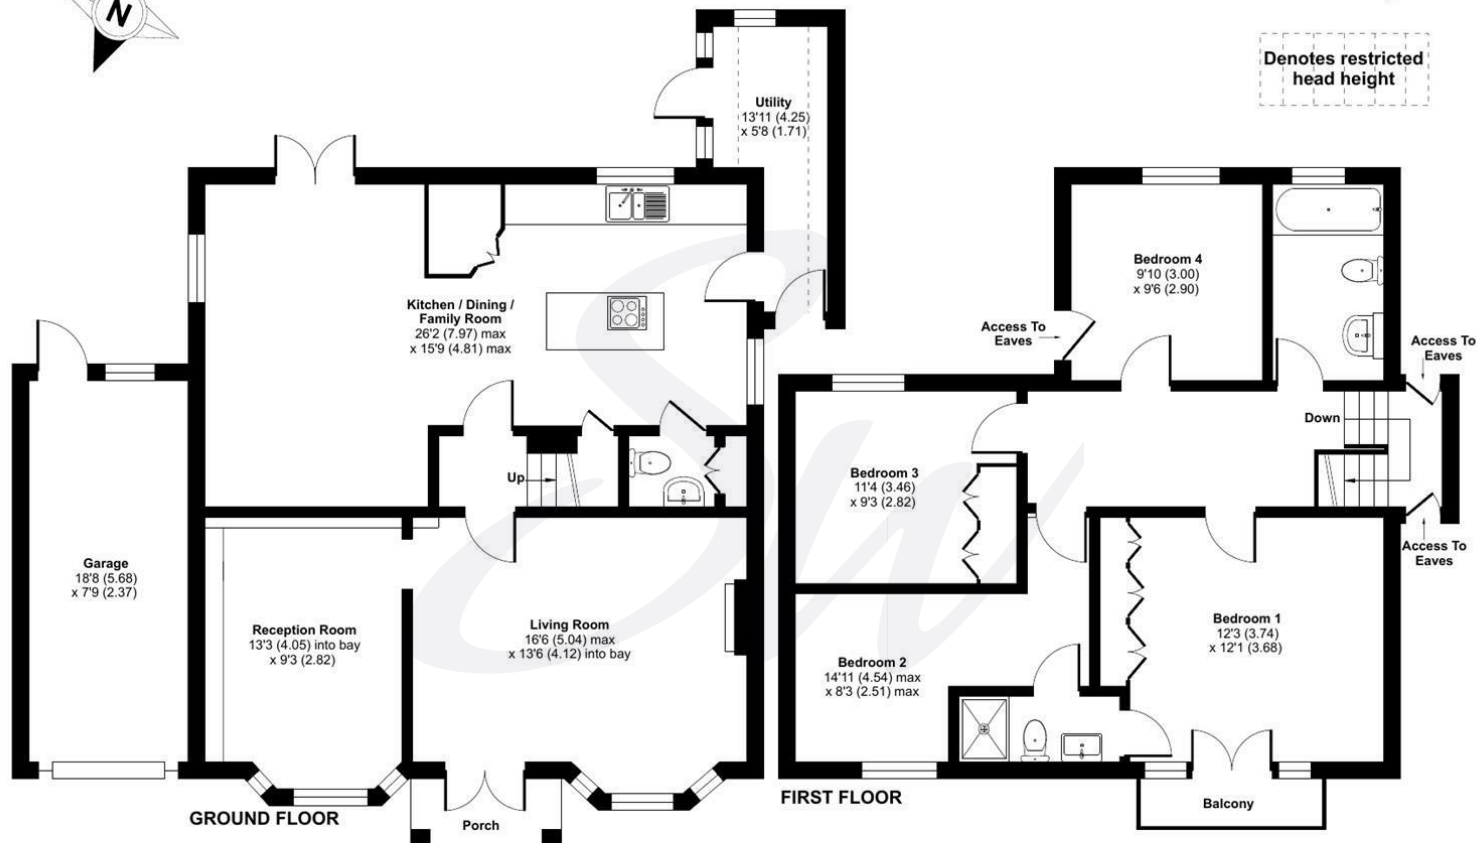 N
Denotes restricted
head height
Utility
13'11 (4.25)
x 5'8 (1.71)
Kitchen / Dining /
Family Room
26'2 (7.97) max
x 15'9 (4.81) max
Up
Garage
18'8 (5.68)
x 7'9 (2.37)
Reception Room
13'3 (4.05) into bay
x 9'3 (2.82)
Living Room
16'6 (5.04) max
x 13'6 (4.12) into bay
Porch
GROUND FLOOR
Bedroom 4
9'10 (3.00)
x 9'6 (2.90)
Access To
Eaves
Access To
Eaves
Down
Bedroom 3
11'4 (3.46)
x 9'3 (2.82)
Access To
Eaves
Bedroom 1
12'3 (3.74)
x 12'1 (3.68)
Bedroom 2
14'11 (4.54) max
x 8'3 (2.51) max
Balcony
FIRST FLOOR
SW